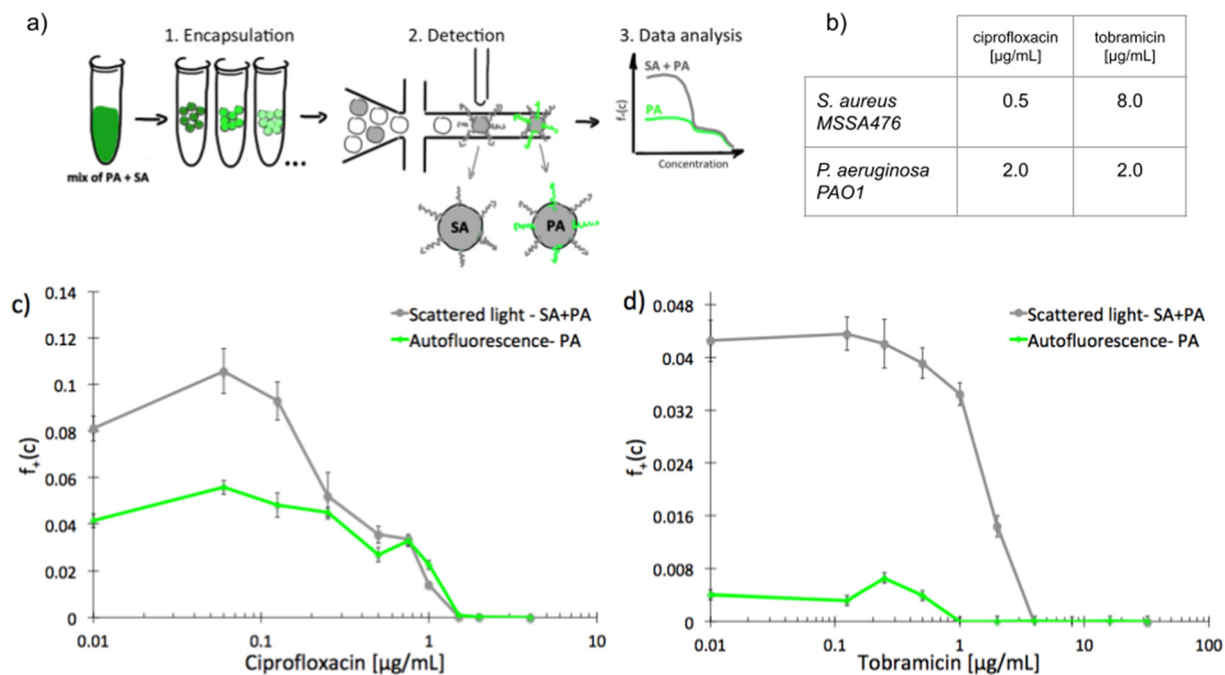 a)
1. Encapsulation
2. Detection
3. Data analysis
mix of PA + SA
...
SA
PA
SA + PA
PA
f₊(c)
Concentration
b)
ciprofloxacin
[µg/mL]
tobramicin
[µg/mL]
S. aureus
MSSA476
0.5
8.0
P. aeruginosa
PAO1
2.0
2.0
c)
Scattered light - SA+PA
Autofluorescence- PA
0.14
0.12
0.1
0.08
0.06
0.04
0.02
0
f₊(c)
0.01
0.1
1
10
Ciprofloxacin [µg/mL]
d)
Scattered light- SA+PA
Autofluorescence- PA
0.048
0.04
0.032
0.024
0.016
0.008
0
f₊(c)
0.01
0.1
1
10
100
Tobramicin [µg/mL]